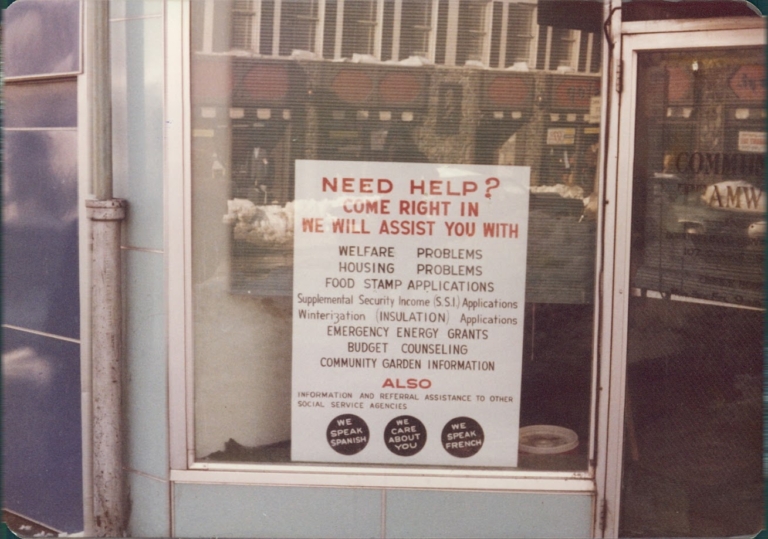 NEED HELP?
COME RIGHT IN
WE WILL ASSIST YOU WITH
WELFARE PROBLEMS
HOUSING PROBLEMS
FOOD STAMP APPLICATIONS
Supplemental Security Income (S.S.I.) Applications
Winterization (INSULATION) Applications
EMERGENCY ENERGY GRANTS
BUDGET COUNSELING
COMMUNITY GARDEN INFORMATION
ALSO
INFORMATION AND REFERRAL ASSISTANCE TO OTHER
SOCIAL SERVICE AGENCIES
WE
SPEAK
SPANISH
WE
CARE
ABOUT
YOU
WE
SPEAK
FRENCH
COMMUN
AMW